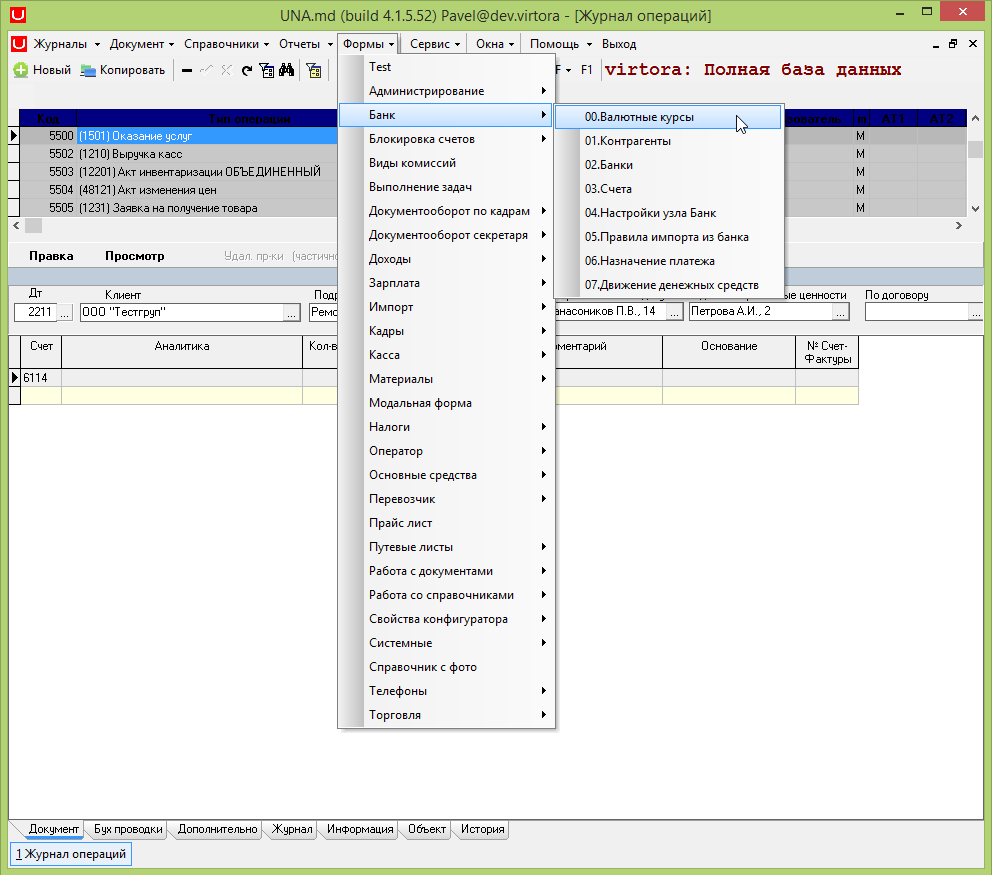 UNA.md (build 4.1.5.52) Pavel@dev.virtora - [Журнал операций]
Журналы Документ Справочники Отчеты Формы Сервис Окна Помощь Выход
Новый Копировать F F1 virtora: Полная база данных
Код Тип операции AT1 AT2
5500 (1501) Оказание услуг М
5502 (1210) Выручка касс М
5503 (12201) Акт инвентаризации ОБЪЕДИНЕННЫЙ М
5504 (48121) Акт изменения цен М
5505 (1231) Заявка на получение товара М
Правка Просмотр Удал. пр-ки (частично
Дт Клиент Подр ные ценности По договору
2211 ... ООО "Тестгруп" ... Ремо анасоников П.В., 14 ... Петрова А.И., 2 ... ...
Счет Аналитика Кол-в ментарий Основание № Счет-
Фактуры
6114
Test
Администрирование
Банк
Блокировка счетов
Виды комиссий
Выполнение задач
Документооборот по кадрам
Документооборот секретаря
Доходы
Зарплата
Импорт
Кадры
Касса
Материалы
Модальная форма
Налоги
Оператор
Основные средства
Перевозчик
Прайс лист
Путевые листы
Работа с документами
Работа со справочниками
Свойства конфигуратора
Системные
Справочник с фото
Телефоны
Торговля
00.Валютные курсы
01.Контрагенты
02.Банки
03.Счета
04.Настройки узла Банк
05.Правила импорта из банка
06.Назначение платежа
07.Движение денежных средств
Документ Бух проводки Дополнительно Журнал Информация Объект История
1 Журнал операций